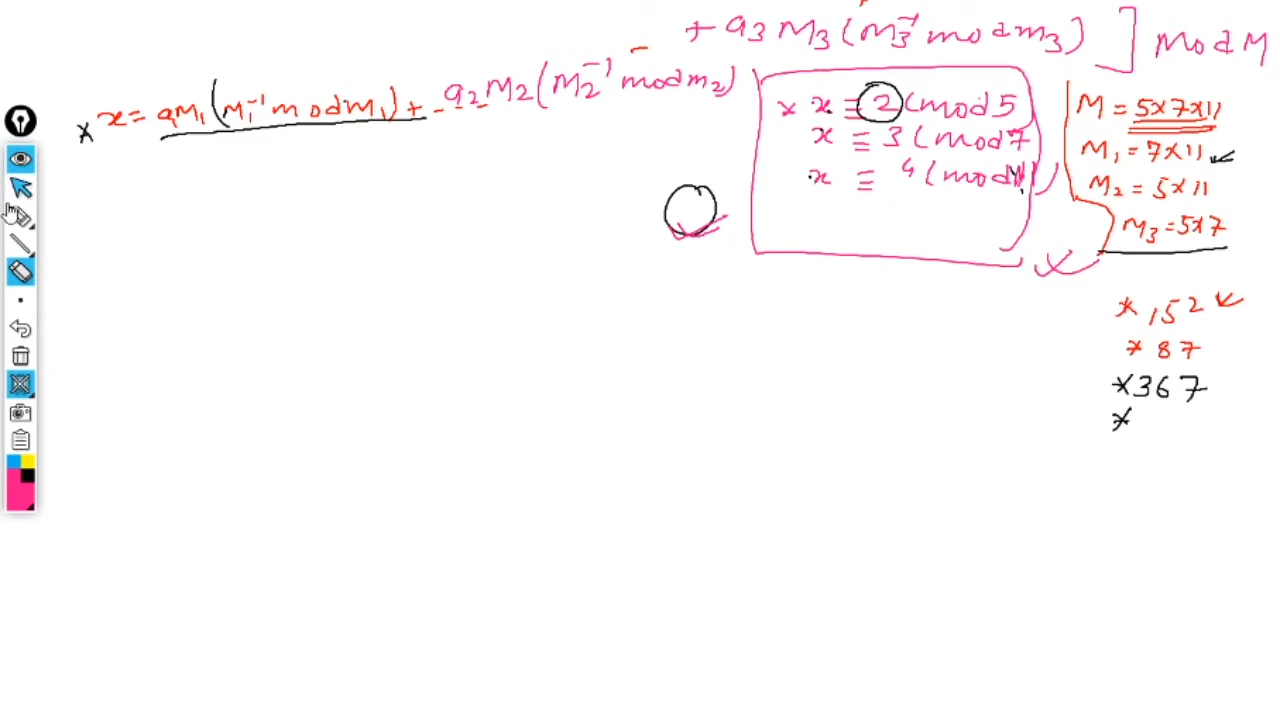 + a3 M3 (M3⁻¹ mod m3) ] mod M
* x = a M1 (M1⁻¹ mod m1) + a2 M2 (M2⁻¹ mod m2)
* x ≡ 2 (mod 5
x ≡ 3 (mod 7
x ≡ 4 (mod
M = 5×7×11
M1 = 7×11
M2 = 5×11
M3 = 5×7
* 152
* 87
* 367
*